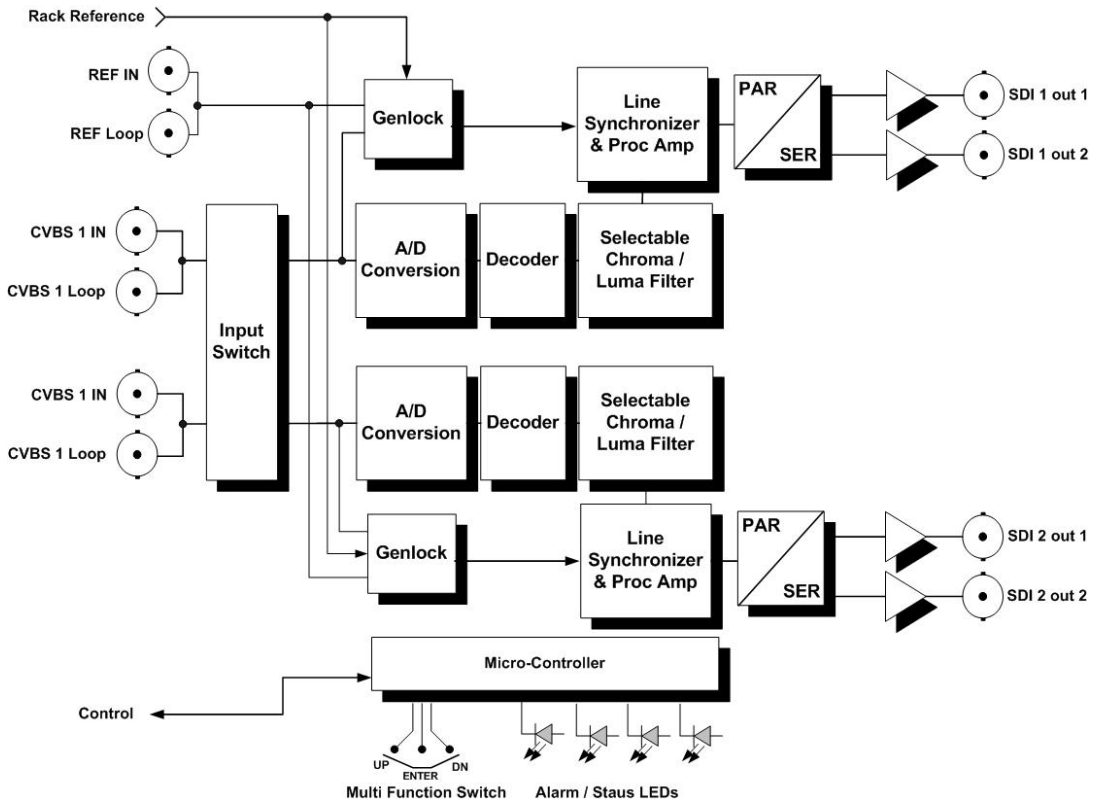 Rack Reference
REF IN
REF Loop
Genlock
Line
Synchronizer
& Proc Amp
PAR
SER
SDI 1 out 1
SDI 1 out 2
CVBS 1 IN
CVBS 1 Loop
Input
Switch
A/D
Conversion
Decoder
Selectable
Chroma /
Luma Filter
CVBS 1 IN
CVBS 1 Loop
A/D
Conversion
Decoder
Selectable
Chroma /
Luma Filter
Genlock
Line
Synchronizer
& Proc Amp
PAR
SER
SDI 2 out 1
SDI 2 out 2
Micro-Controller
Control
UP
ENTER
DN
Multi Function Switch
Alarm / Staus LEDs